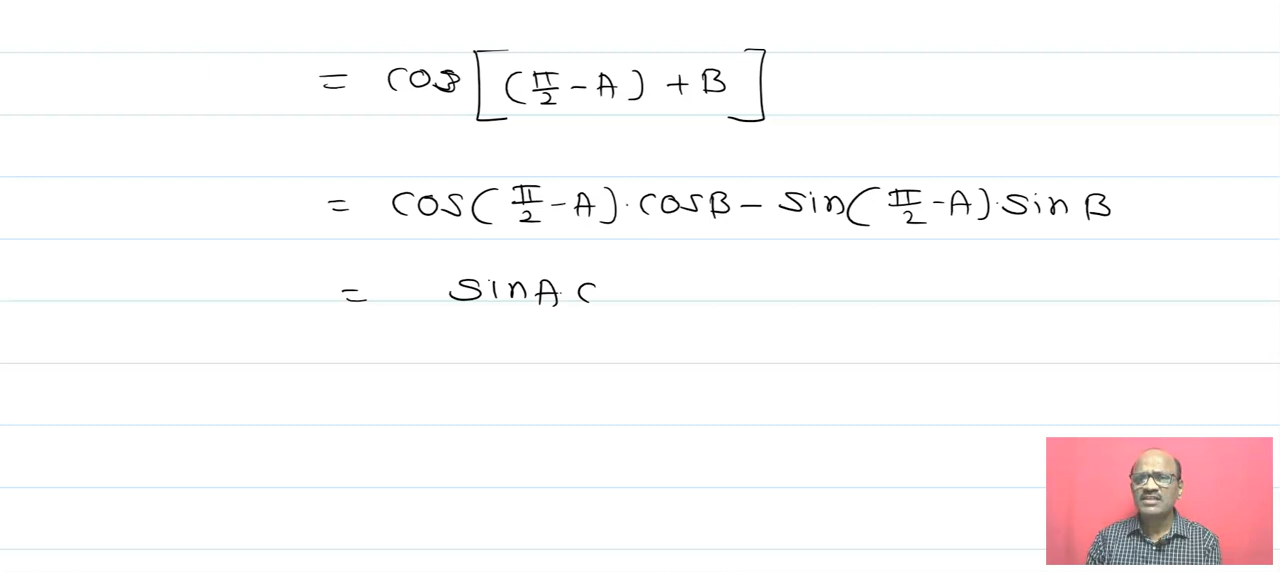 = cos[(π/2 - A) + B]
= cos(π/2 - A)·cosB - sin(π/2 - A)·sinB
= sinA c